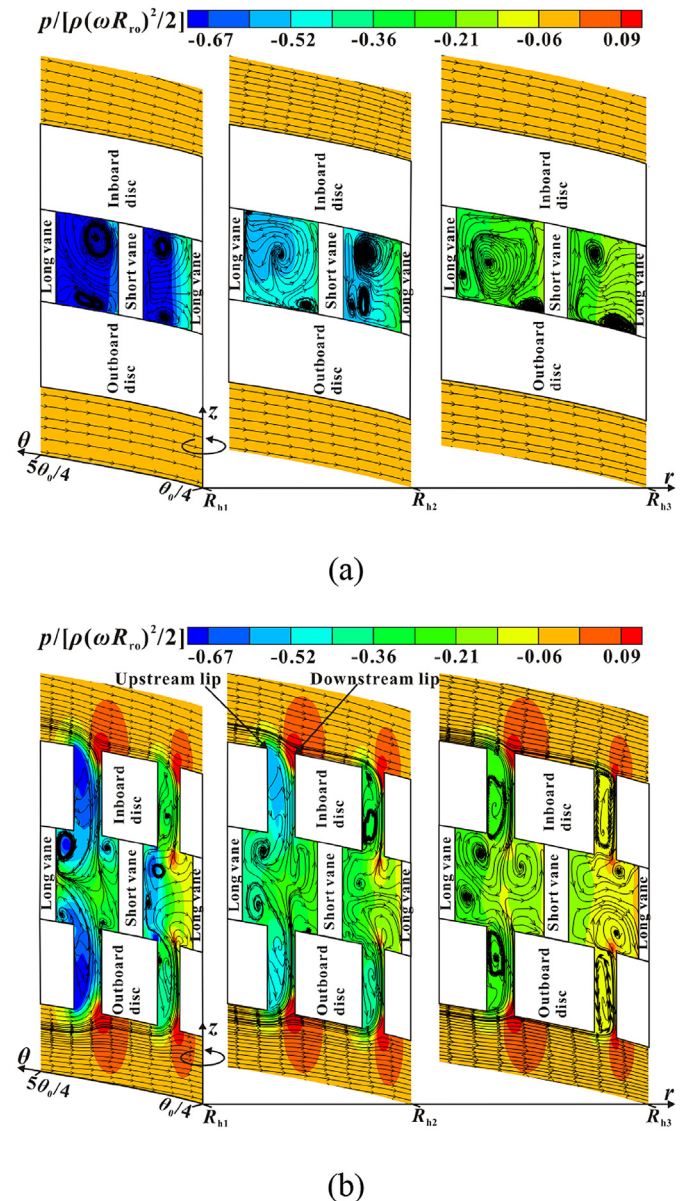 p/[ρ(ωR_ro)²/2]
-0.67 -0.52 -0.36 -0.21 -0.06 0.09
Inboard disc
Inboard disc
Inboard disc
Long vane
Short vane
Long vane
Long vane
Short vane
Long vane
Long vane
Short vane
Long vane
Outboard disc
Outboard disc
Outboard disc
z
θ
5θ₀/4
θ₀/4
r
R_h1
R_h2
R_h3
(a)
p/[ρ(ωR_ro)²/2]
-0.67 -0.52 -0.36 -0.21 -0.06 0.09
Upstream lip
Downstream lip
Inboard disc
Inboard disc
Inboard disc
Long vane
Short vane
Long vane
Long vane
Short vane
Long vane
Long vane
Short vane
Long vane
Outboard disc
Outboard disc
Outboard disc
z
θ
5θ₀/4
θ₀/4
r
R_h1
R_h2
R_h3
(b)